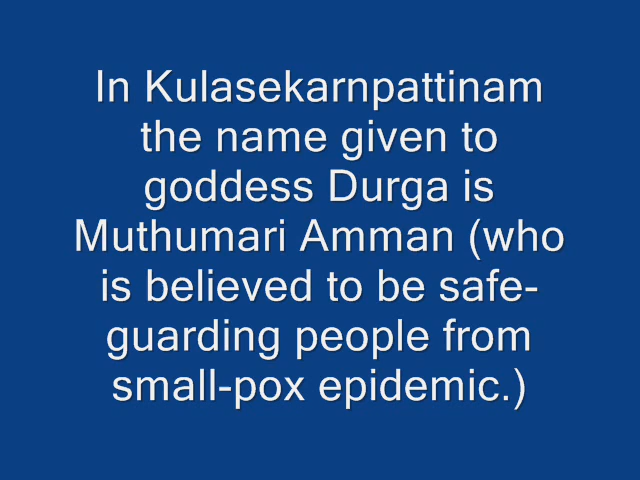 In Kulasekarnpattinam
the name given to
goddess Durga is
Muthumari Amman (who
is believed to be safe-
guarding people from
small-pox epidemic.)